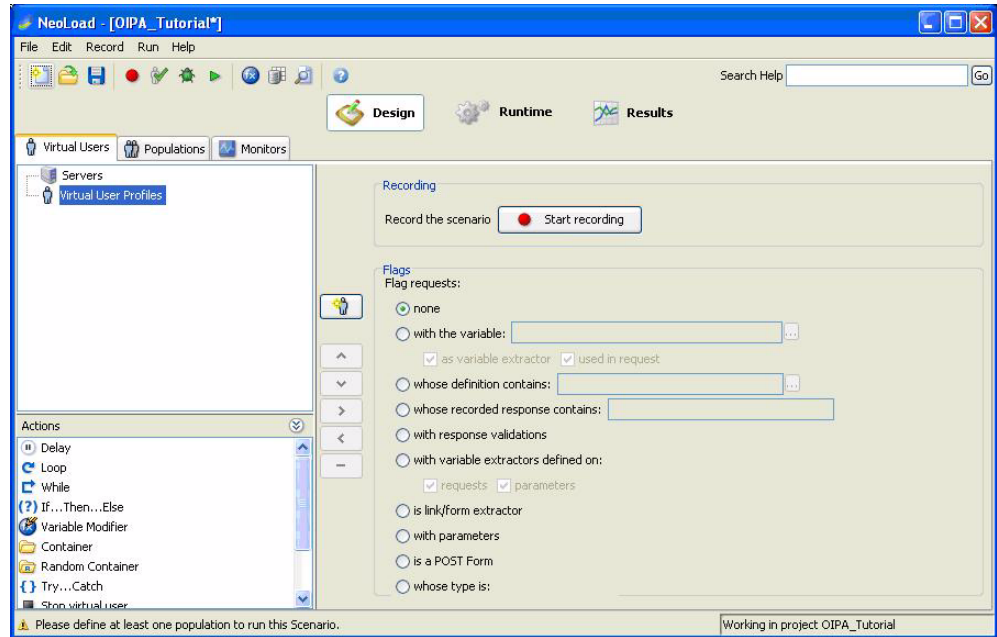 NeoLoad - [OIPA_Tutorial*]
File Edit Record Run Help
Search Help
Go
Design Runtime Results
Virtual Users Populations Monitors
Servers
Virtual User Profiles
Recording
Record the scenario Start recording
Flags
Flag requests:
none
with the variable: ...
as variable extractor used in request
whose definition contains: ...
whose recorded response contains:
with response validations
with variable extractors defined on:
requests parameters
is link/form extractor
with parameters
is a POST Form
whose type is:
Actions
Delay
Loop
While
(?) If...Then...Else
Variable Modifier
Container
Random Container
{} Try...Catch
Stop virtual user
Please define at least one population to run this Scenario.
Working in project OIPA_Tutorial